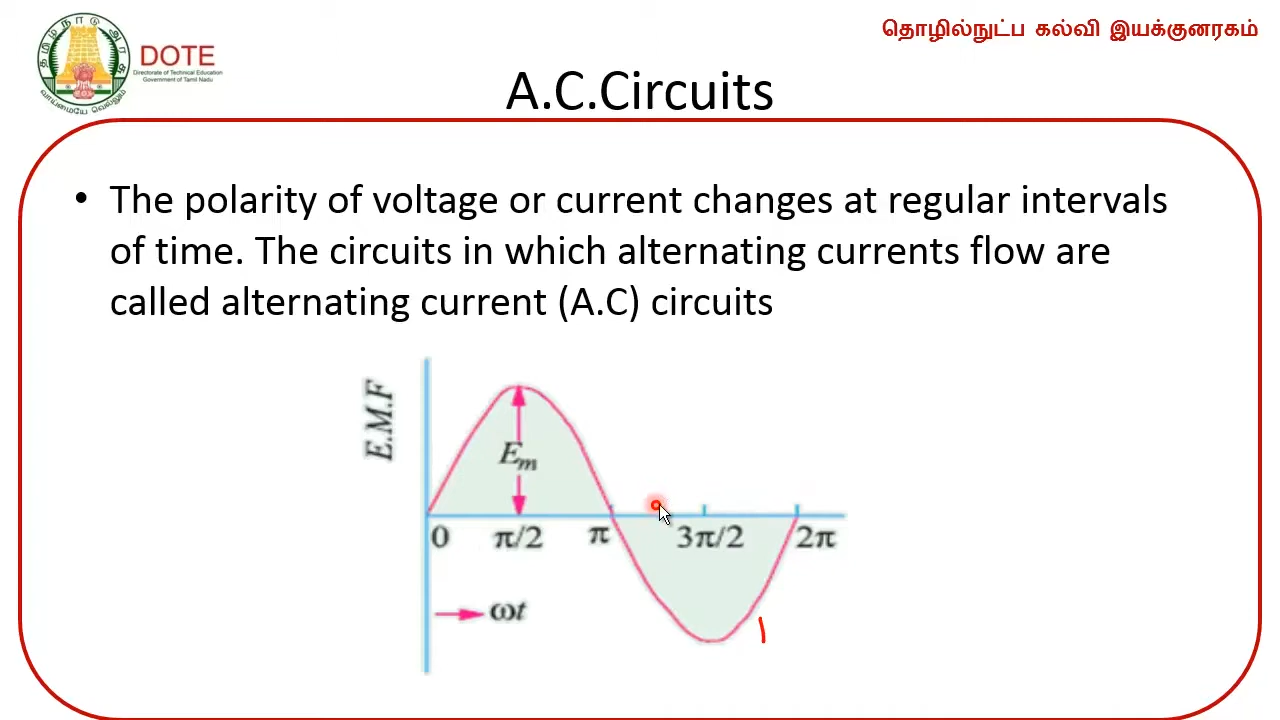 தொழில்நுட்ப கல்வி இயக்குனரகம்
DOTE
Directorate of Technical Education
Government of Tamil Nadu
A.C.Circuits
• The polarity of voltage or current changes at regular intervals
of time. The circuits in which alternating currents flow are
called alternating current (A.C) circuits
E.M.F
Em
0 π/2 π 3π/2 2π
ωt